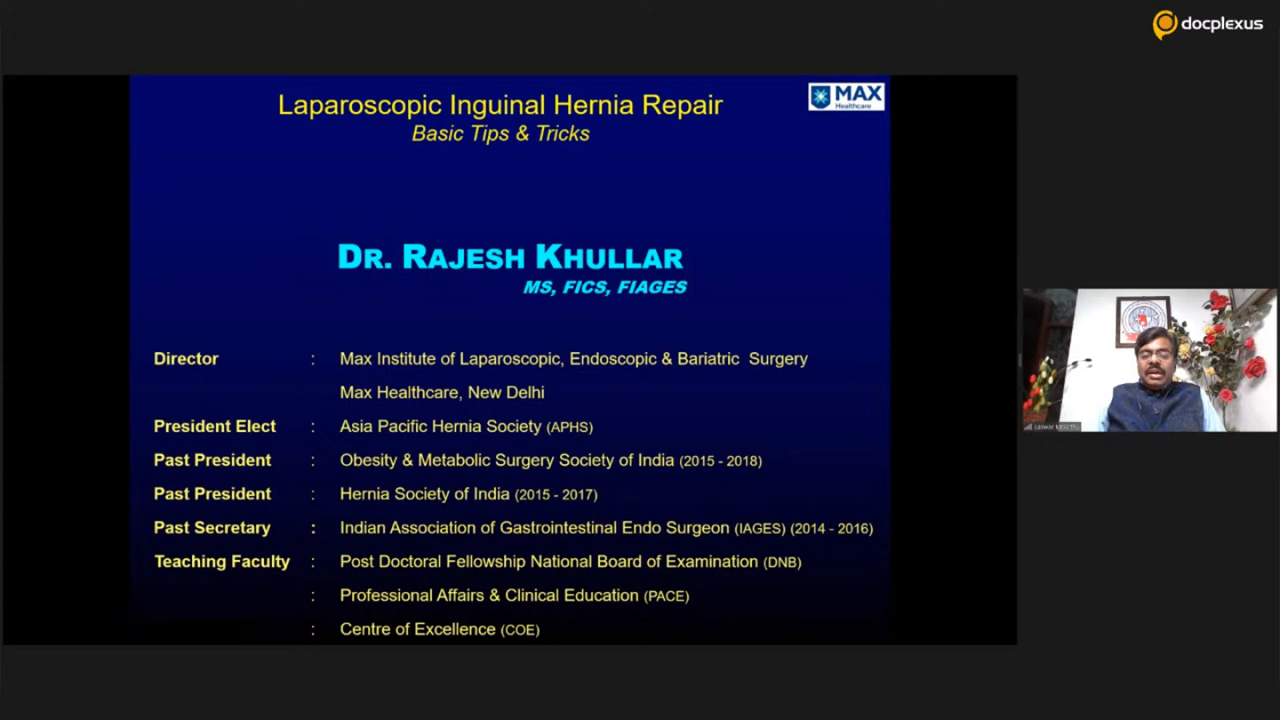 docplexus
Laparoscopic Inguinal Hernia Repair
MAX
Healthcare
Basic Tips & Tricks
DR. RAJESH KHULLAR
MS, FICS, FIAGES
Director : Max Institute of Laparoscopic, Endoscopic & Bariatric Surgery
Max Healthcare, New Delhi
President Elect : Asia Pacific Hernia Society (APHS)
Past President : Obesity & Metabolic Surgery Society of India (2015 - 2018)
Past President : Hernia Society of India (2015 - 2017)
Past Secretary : Indian Association of Gastrointestinal Endo Surgeon (IAGES) (2014 - 2016)
Teaching Faculty : Post Doctoral Fellowship National Board of Examination (DNB)
: Professional Affairs & Clinical Education (PACE)
: Centre of Excellence (COE)